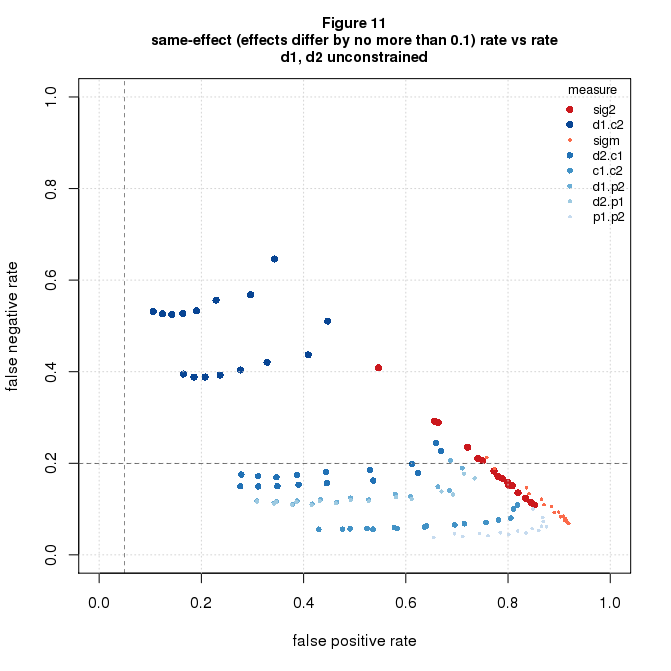 Figure 11
same-effect (effects differ by no more than 0.1) rate vs rate
d1, d2 unconstrained
measure
sig2
d1.c2
sigm
d2.c1
c1.c2
d1.p2
d2.p1
p1.p2
false negative rate
1.0
0.8
0.6
0.4
0.2
0.0
0.0 0.2 0.4 0.6 0.8 1.0
false positive rate